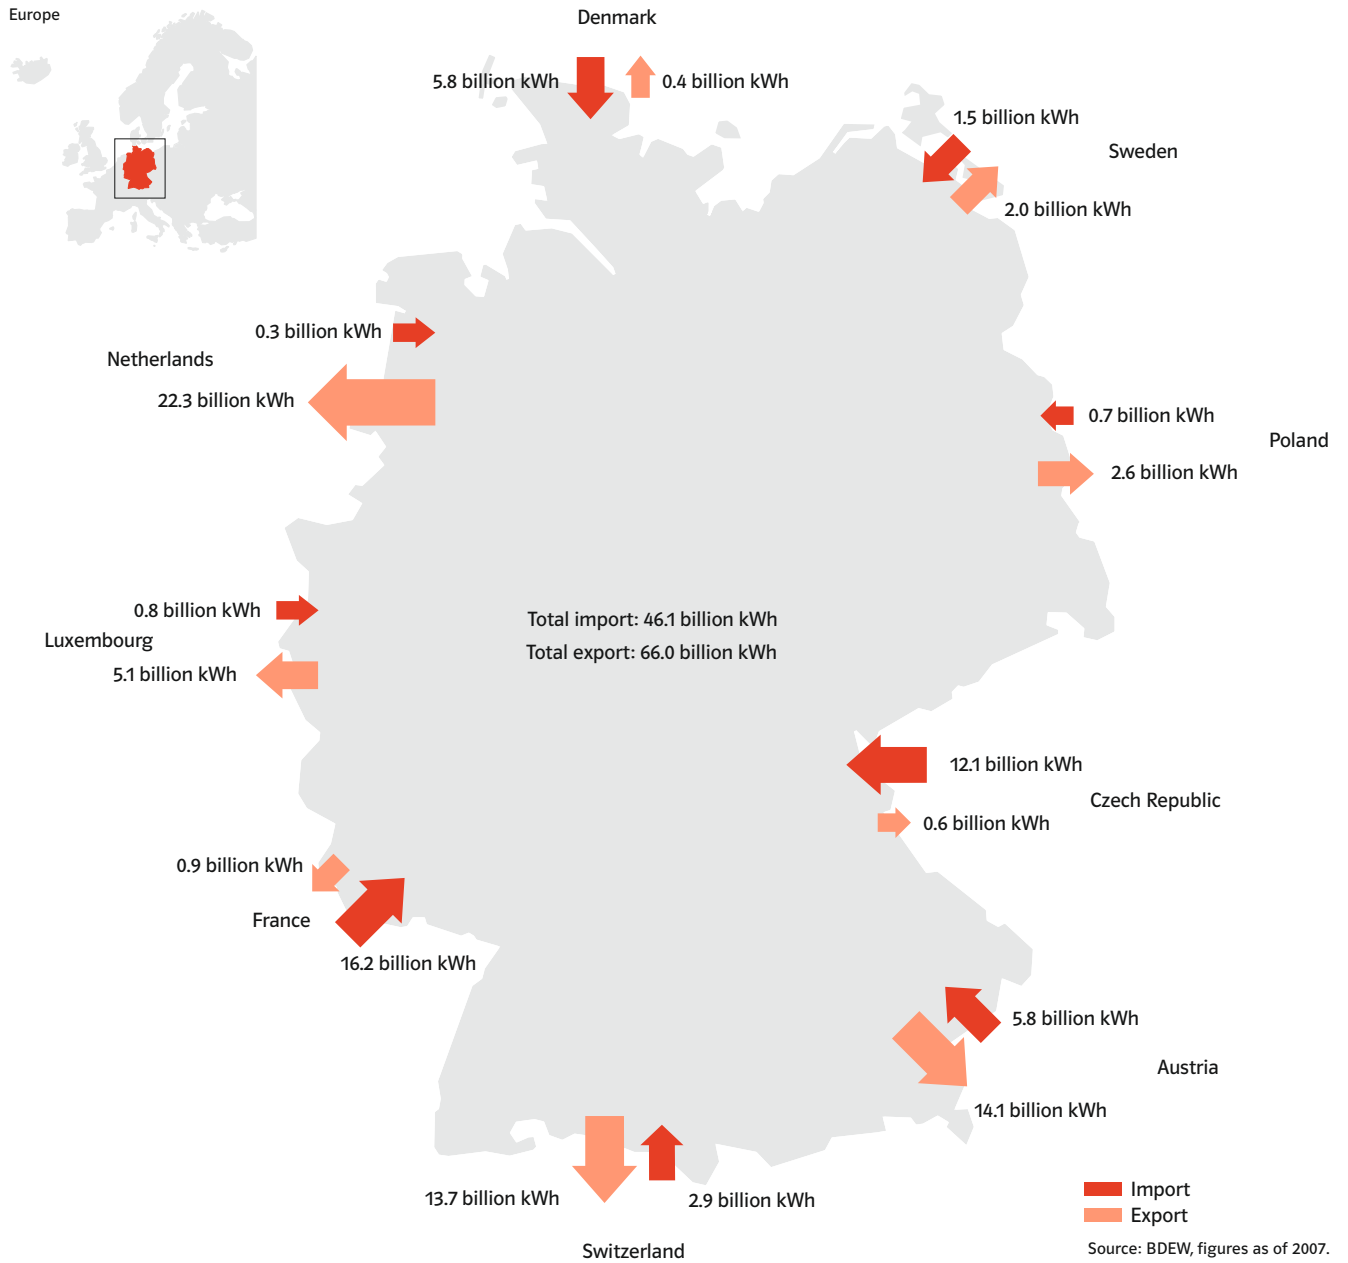 Europe
Denmark
5.8 billion kWh
0.4 billion kWh
1.5 billion kWh
Sweden
2.0 billion kWh
0.3 billion kWh
Netherlands
22.3 billion kWh
0.7 billion kWh
Poland
2.6 billion kWh
0.8 billion kWh
Luxembourg
5.1 billion kWh
Total import: 46.1 billion kWh
Total export: 66.0 billion kWh
12.1 billion kWh
Czech Republic
0.6 billion kWh
0.9 billion kWh
France
16.2 billion kWh
5.8 billion kWh
Austria
14.1 billion kWh
13.7 billion kWh
2.9 billion kWh
Switzerland
Import
Export
Source: BDEW, figures as of 2007.